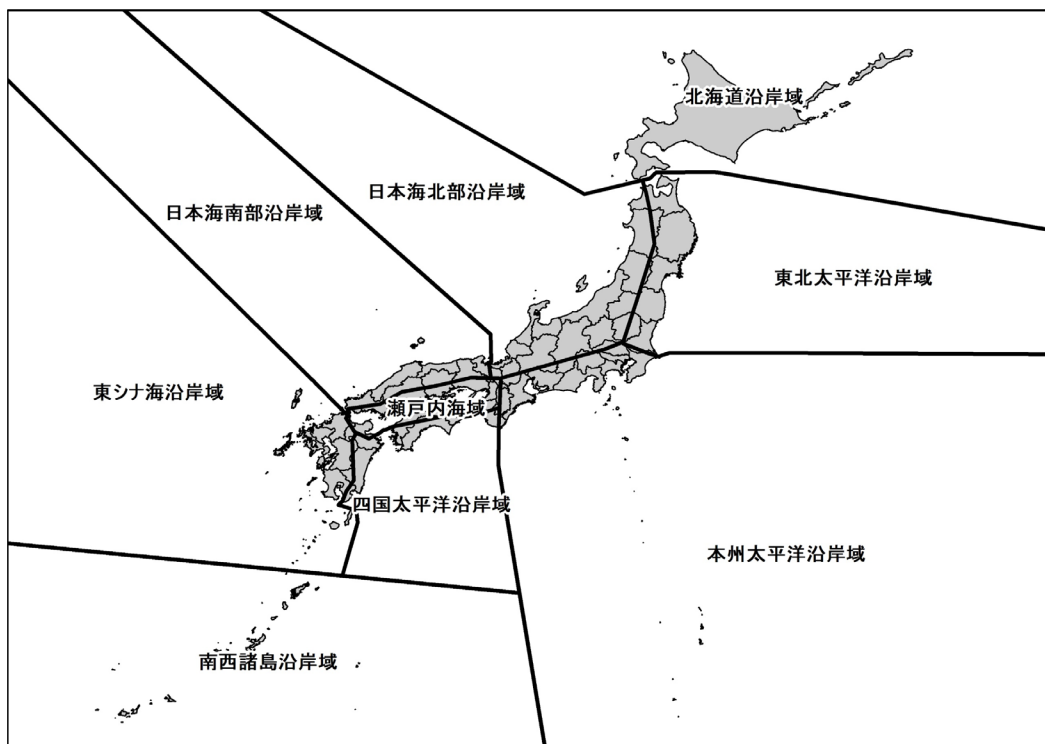 北海道沿岸域
日本海北部沿岸域
日本海南部沿岸域
東北太平洋沿岸域
東シナ海沿岸域
瀬戸内海域
四国太平洋沿岸域
本州太平洋沿岸域
南西諸島沿岸域